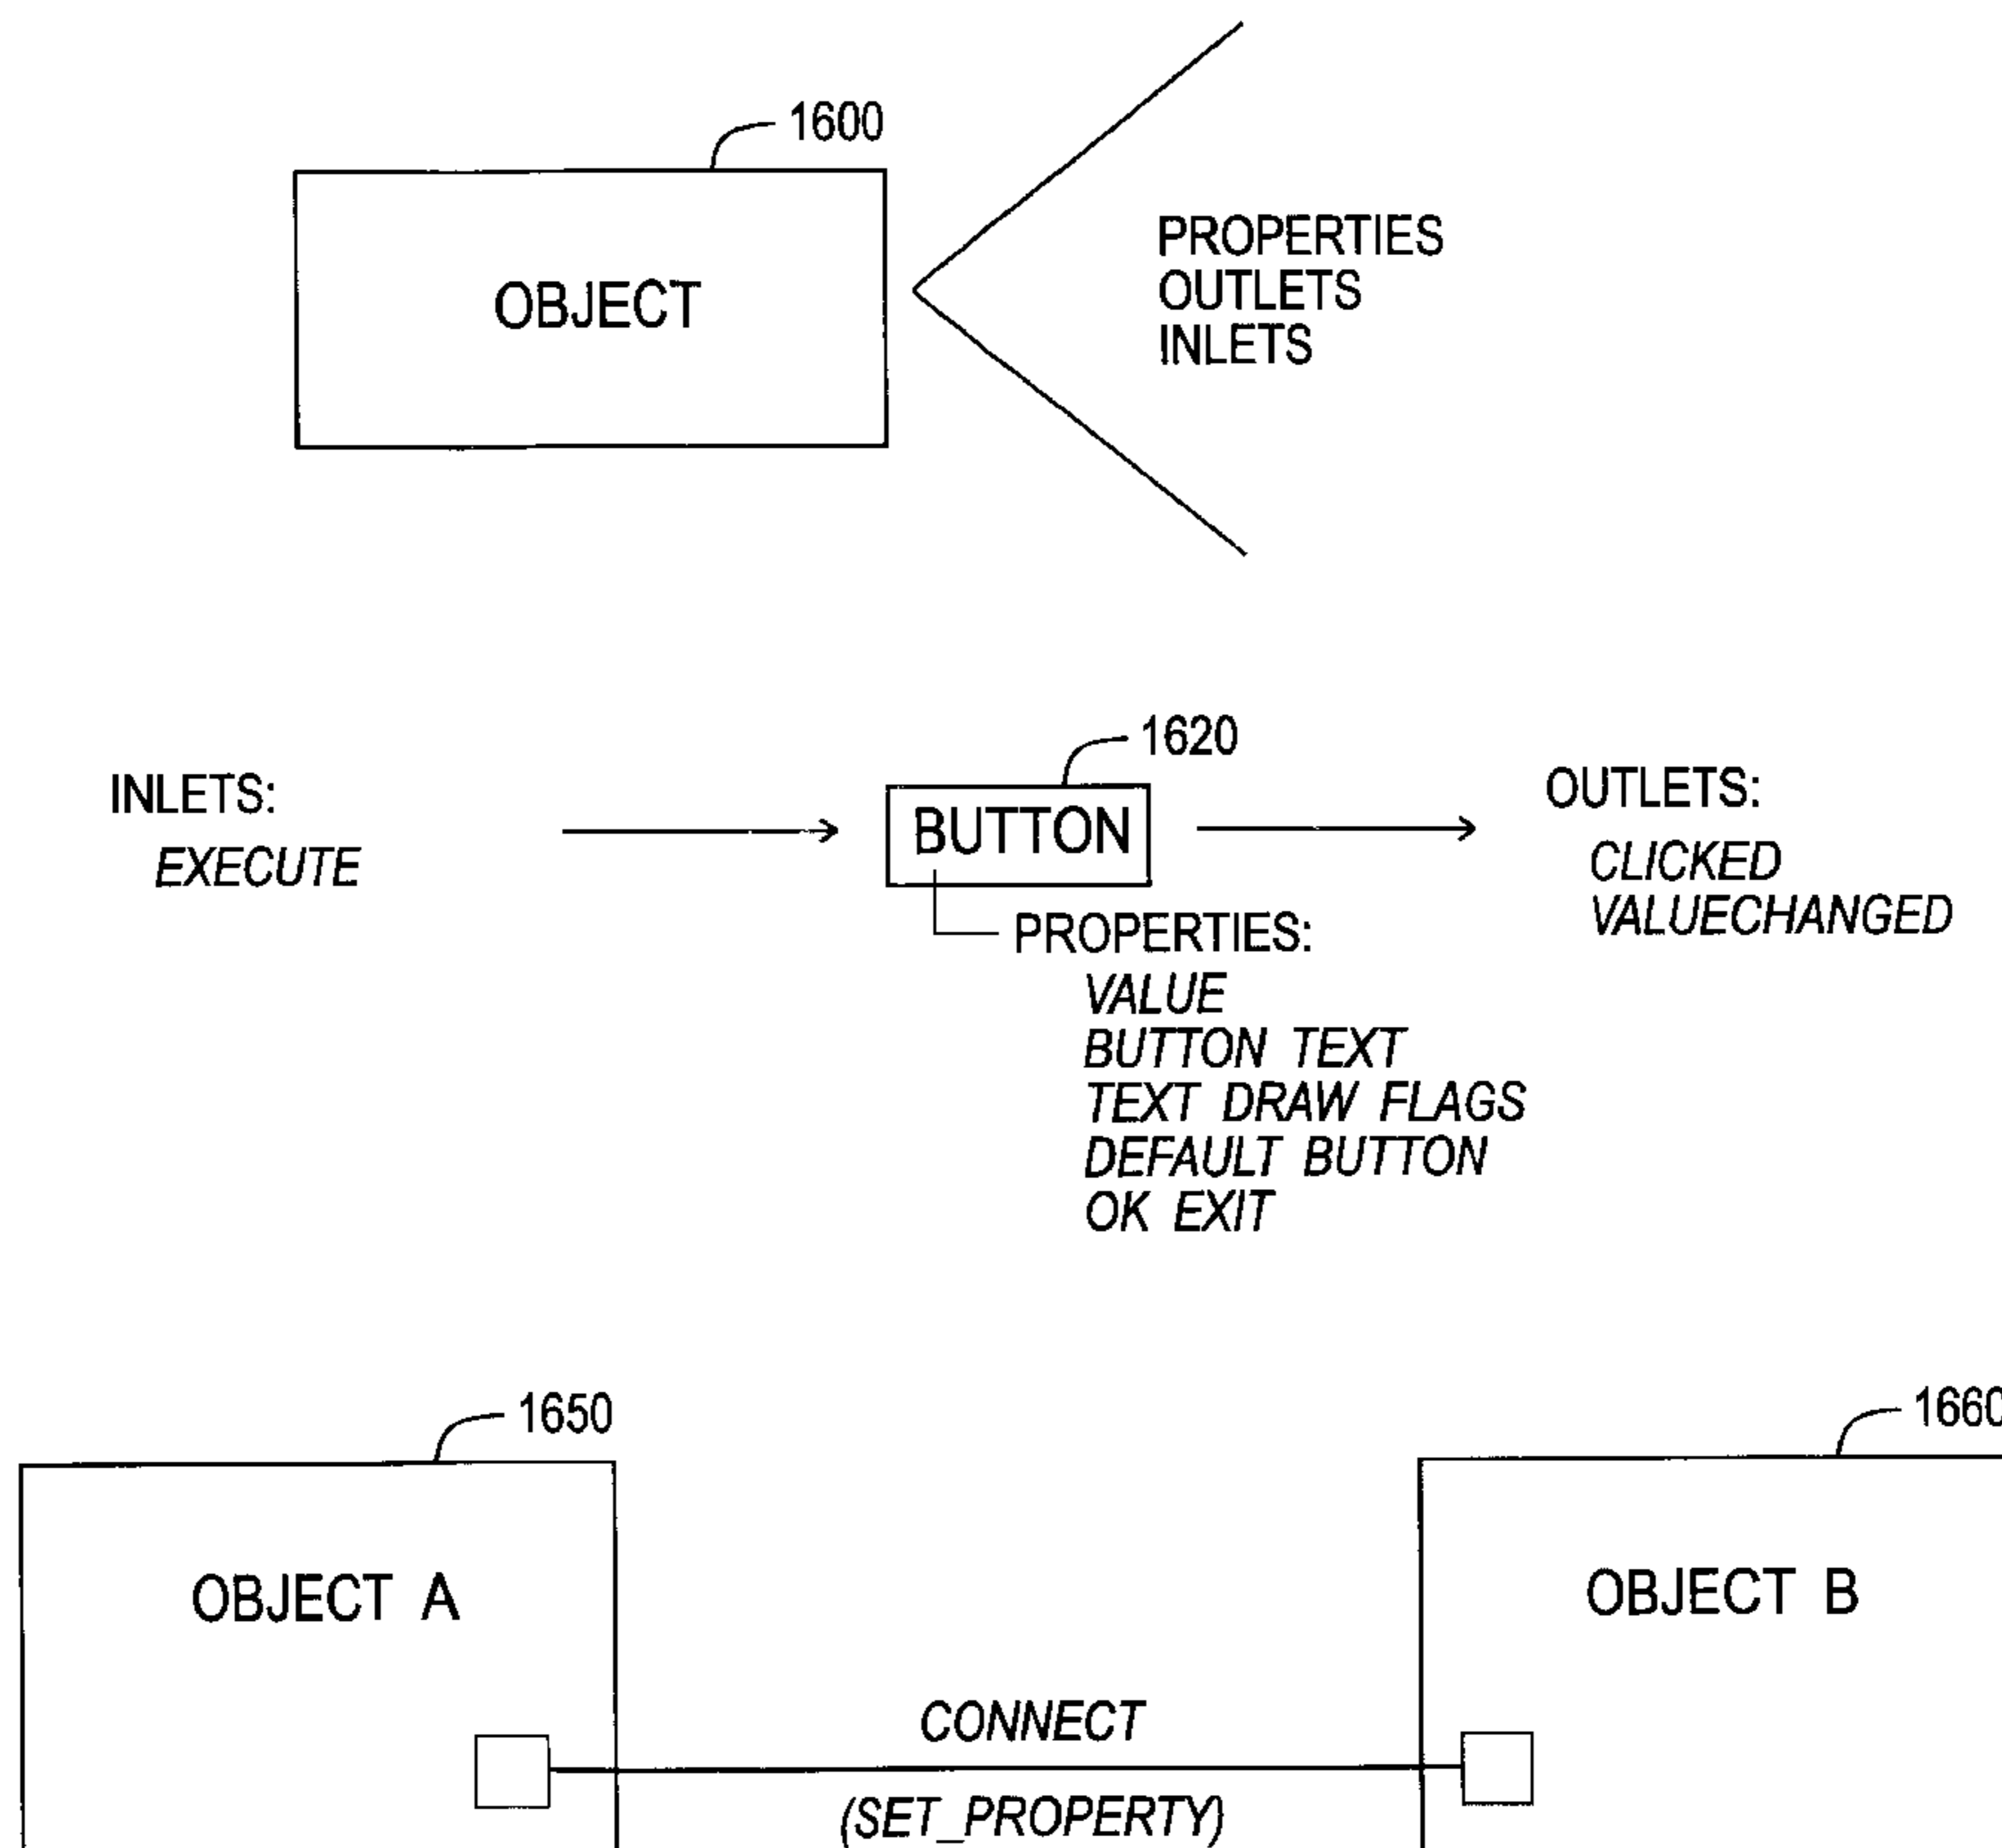 1600
OBJECT
PROPERTIES
OUTLETS
INLETS
1620
INLETS:
EXECUTE
BUTTON
OUTLETS:
CLICKED
VALUECHANGED
PROPERTIES:
VALUE
BUTTON TEXT
TEXT DRAW FLAGS
DEFAULT BUTTON
OK EXIT
1650
1660
OBJECT A
OBJECT B
CONNECT
(SET_PROPERTY)